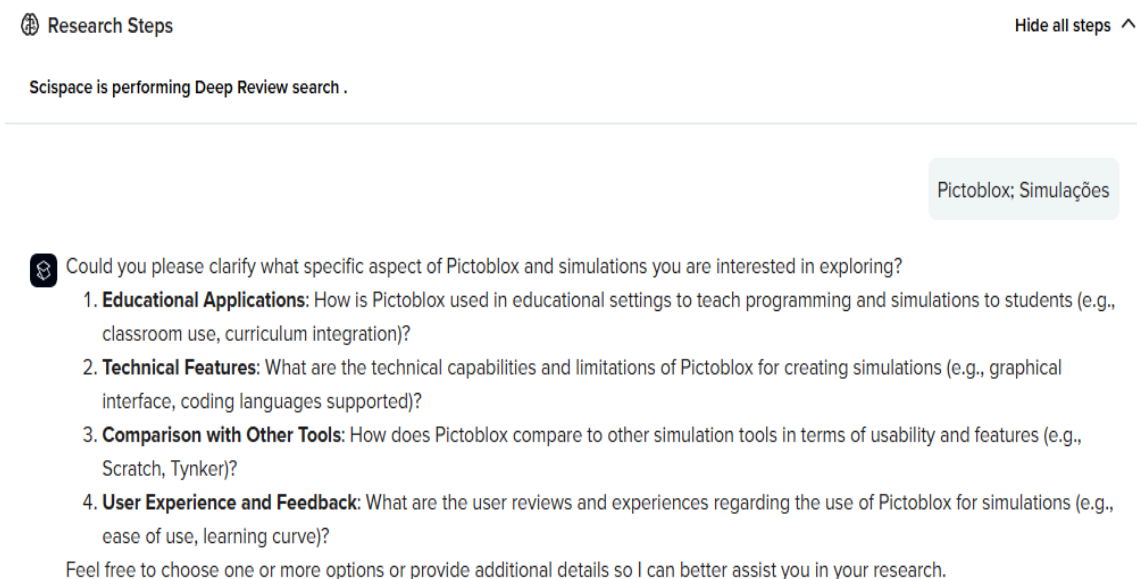 Research Steps
Hide all steps
Scispace is performing Deep Review search .
Pictoblox; Simulações
Could you please clarify what specific aspect of Pictoblox and simulations you are interested in exploring?
1. Educational Applications: How is Pictoblox used in educational settings to teach programming and simulations to students (e.g.,
classroom use, curriculum integration)?
2. Technical Features: What are the technical capabilities and limitations of Pictoblox for creating simulations (e.g., graphical
interface, coding languages supported)?
3. Comparison with Other Tools: How does Pictoblox compare to other simulation tools in terms of usability and features (e.g.,
Scratch, Tynker)?
4. User Experience and Feedback: What are the user reviews and experiences regarding the use of Pictoblox for simulations (e.g.,
ease of use, learning curve)?
Feel free to choose one or more options or provide additional details so I can better assist you in your research.